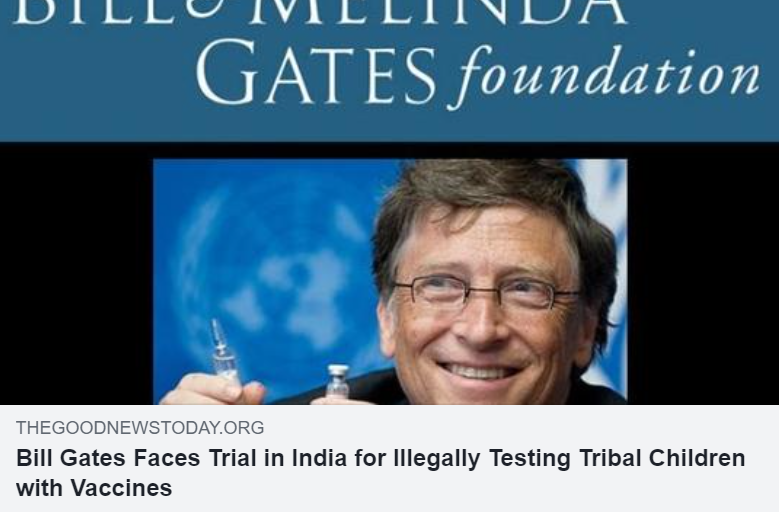 BILL & MELINDA
GATES foundation
THEGOODNEWSTODAY.ORG
Bill Gates Faces Trial in India for Illegally Testing Tribal Children
with Vaccines